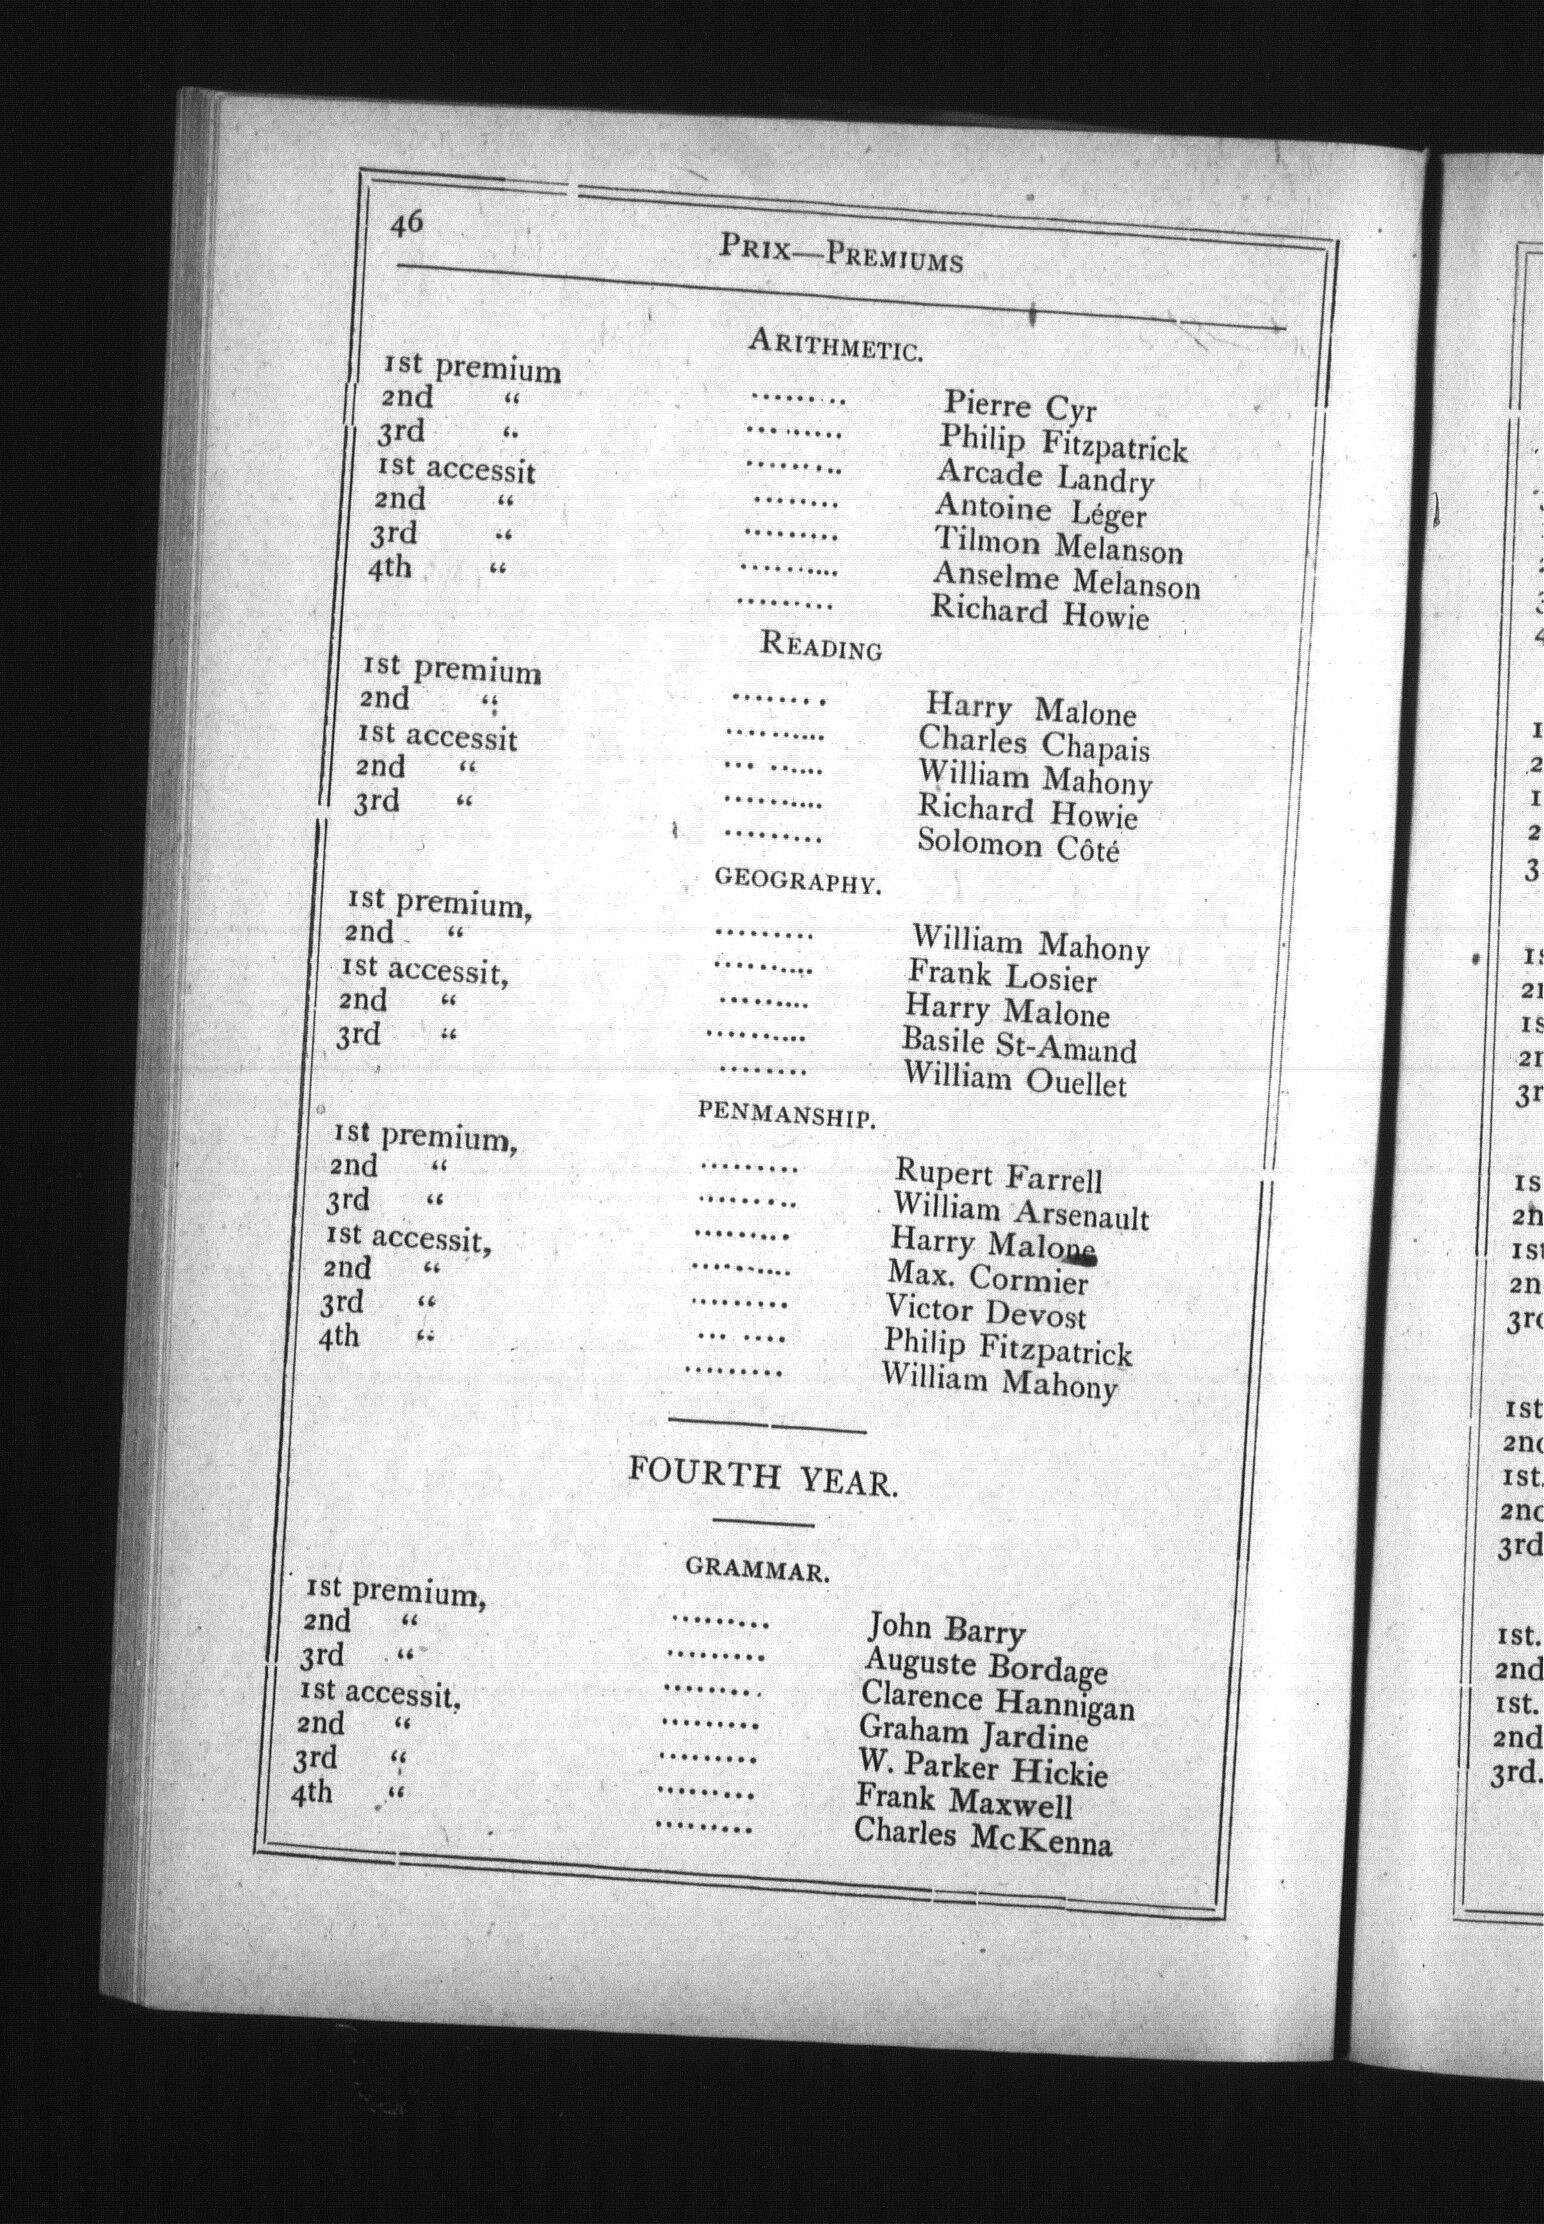 46
PRIX—PREMIUMS
ARITHMETIC.
1st premium ......... Pierre Cyr
2nd “ ......... Philip Fitzpatrick
3rd “ ......... Arcade Landry
1st accessit ........ Antoine Léger
2nd “ ......... Tilmon Melanson
3rd “ .......... Anselme Melanson
4th “ ......... Richard Howie
READING
1st premium ........ Harry Malone
2nd “ .......... Charles Chapais
1st accessit ... ...... William Mahony
2nd “ .......... Richard Howie
3rd “ ......... Solomon Côté
GEOGRAPHY.
1st premium, ......... William Mahony
2nd “ .......... Frank Losier
1st accessit, ......... Harry Malone
2nd “ .......... Basile St-Amand
3rd “ ........ William Ouellet
PENMANSHIP.
1st premium, ......... Rupert Farrell
2nd “ ......... William Arsenault
3rd “ ......... Harry Malone
1st accessit, .......... Max. Cormier
2nd “ ......... Victor Devost
3rd “ ... .... Philip Fitzpatrick
4th “ ......... William Mahony
FOURTH YEAR.
GRAMMAR.
1st premium, ......... John Barry
2nd “ ......... Auguste Bordage
3rd “ ......... Clarence Hannigan
1st accessit, ......... Graham Jardine
2nd “ ......... W. Parker Hickie
3rd “ ......... Frank Maxwell
4th “ ......... Charles McKenna